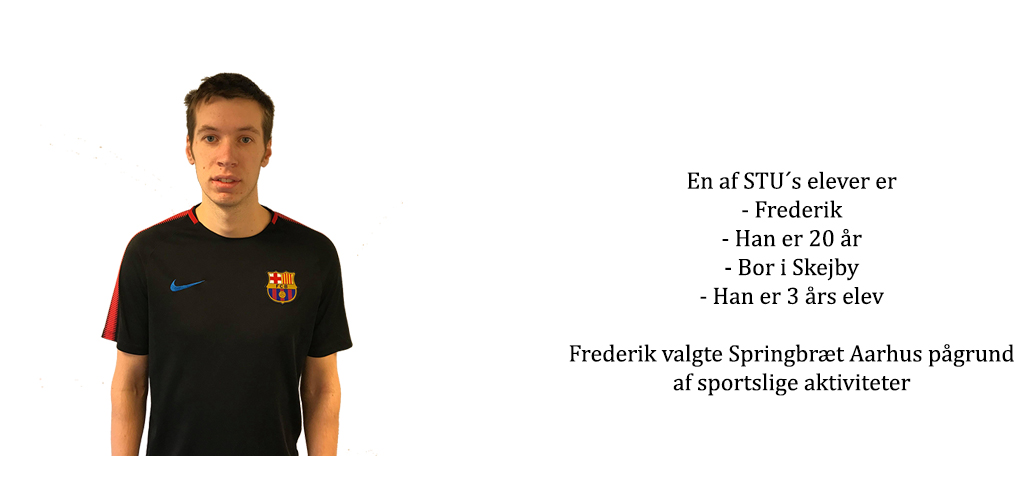 En af STU´s elever er
- Frederik
- Han er 20 år
- Bor i Skejby
- Han er 3 års elev
Frederik valgte Springbræt Aarhus pågrund
af sportslige aktiviteter
F C B